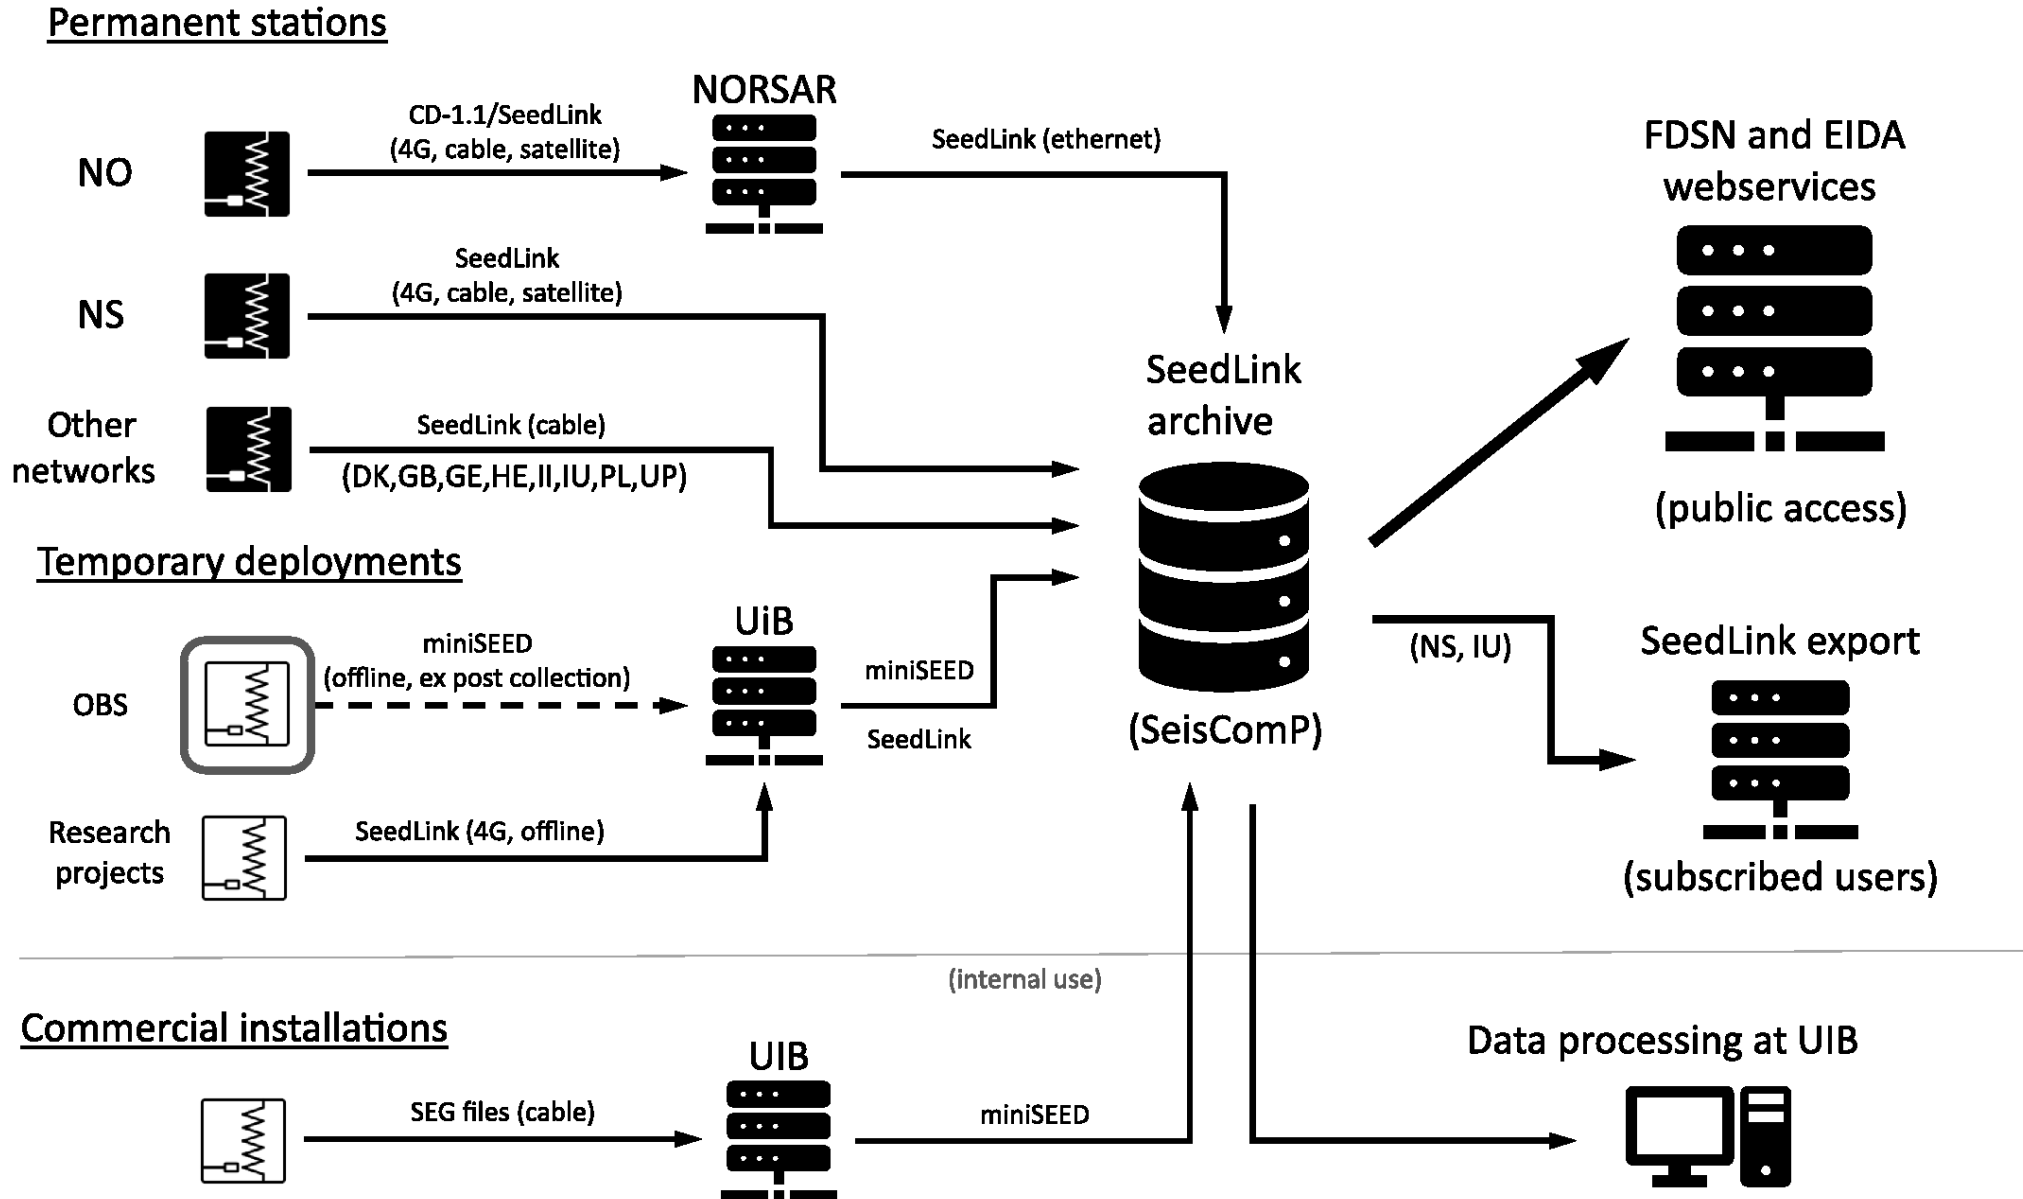 Permanent stations
NORSAR
CD-1.1/SeedLink
(4G, cable, satellite)
NO
SeedLink (ethernet)
FDSN and EIDA
webservices
(public access)
SeedLink
(4G, cable, satellite)
NS
SeedLink
archive
(SeisComP)
Other
networks
SeedLink (cable)
(DK,GB,GE,HE,II,IU,PL,UP)
Temporary deployments
UiB
miniSEED
(offline, ex post collection)
OBS
miniSEED
SeedLink
(NS, IU)
SeedLink export
(subscribed users)
Research
projects
SeedLink (4G, offline)
(internal use)
Commercial installations
UIB
SEG files (cable)
miniSEED
Data processing at UIB